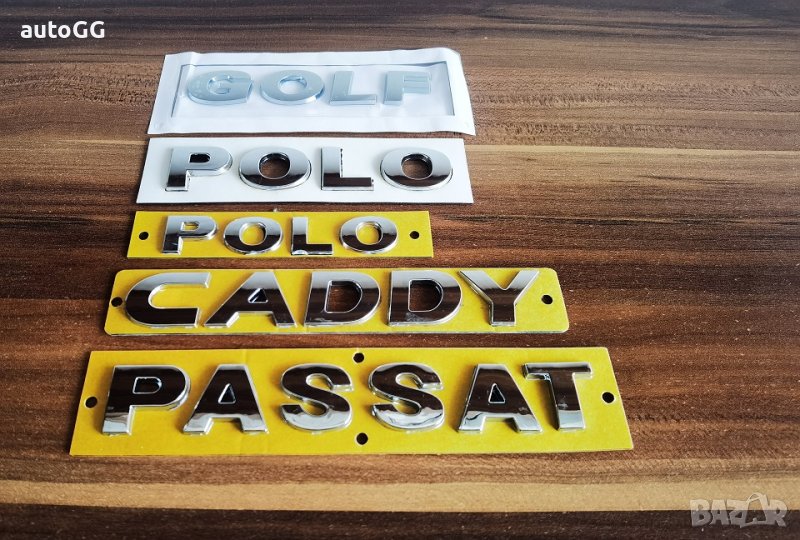 autoGG
GOLF
POLO
POLO
CADDY
PASSAT
BAZAR